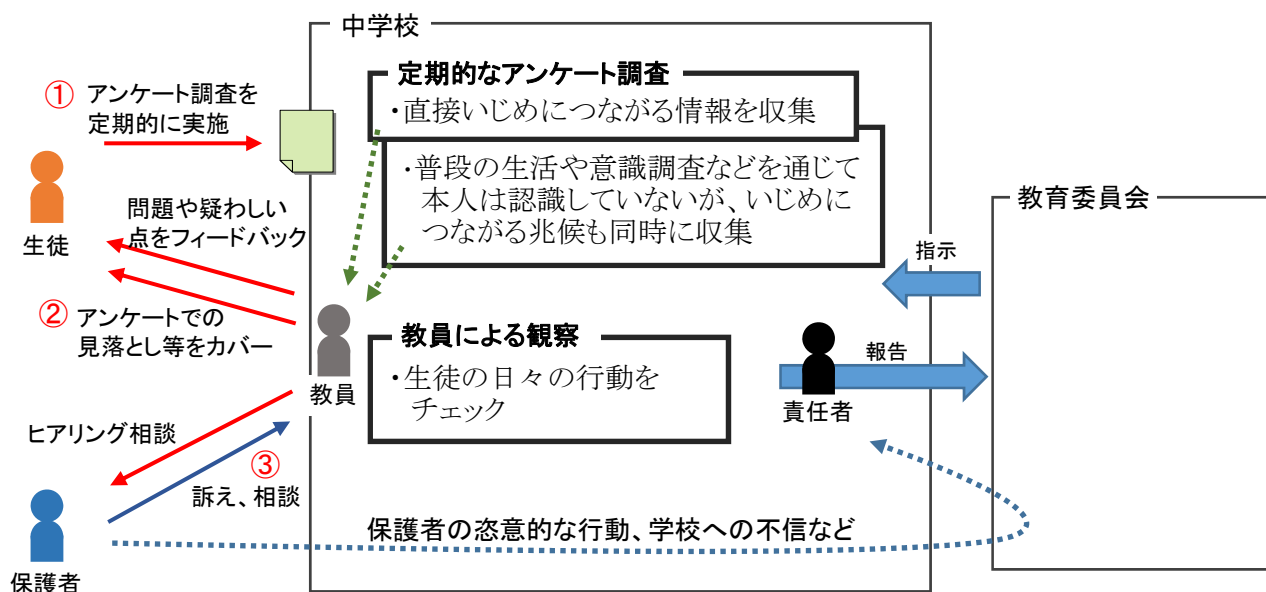 中学校
定期的なアンケート調査
・直接いじめにつながる情報を収集
① アンケート調査を
定期的に実施
・普段の生活や意識調査などを通じて
本人は認識していないが、いじめに
つながる兆候も同時に収集
教育委員会
生徒
問題や疑わしい
点をフィードバック
指示
② アンケートでの
見落とし等をカバー
教員
教員による観察
・生徒の日々の行動を
チェック
報告
責任者
ヒアリング相談
③
訴え、相談
保護者の恣意的な行動、学校への不信など
保護者